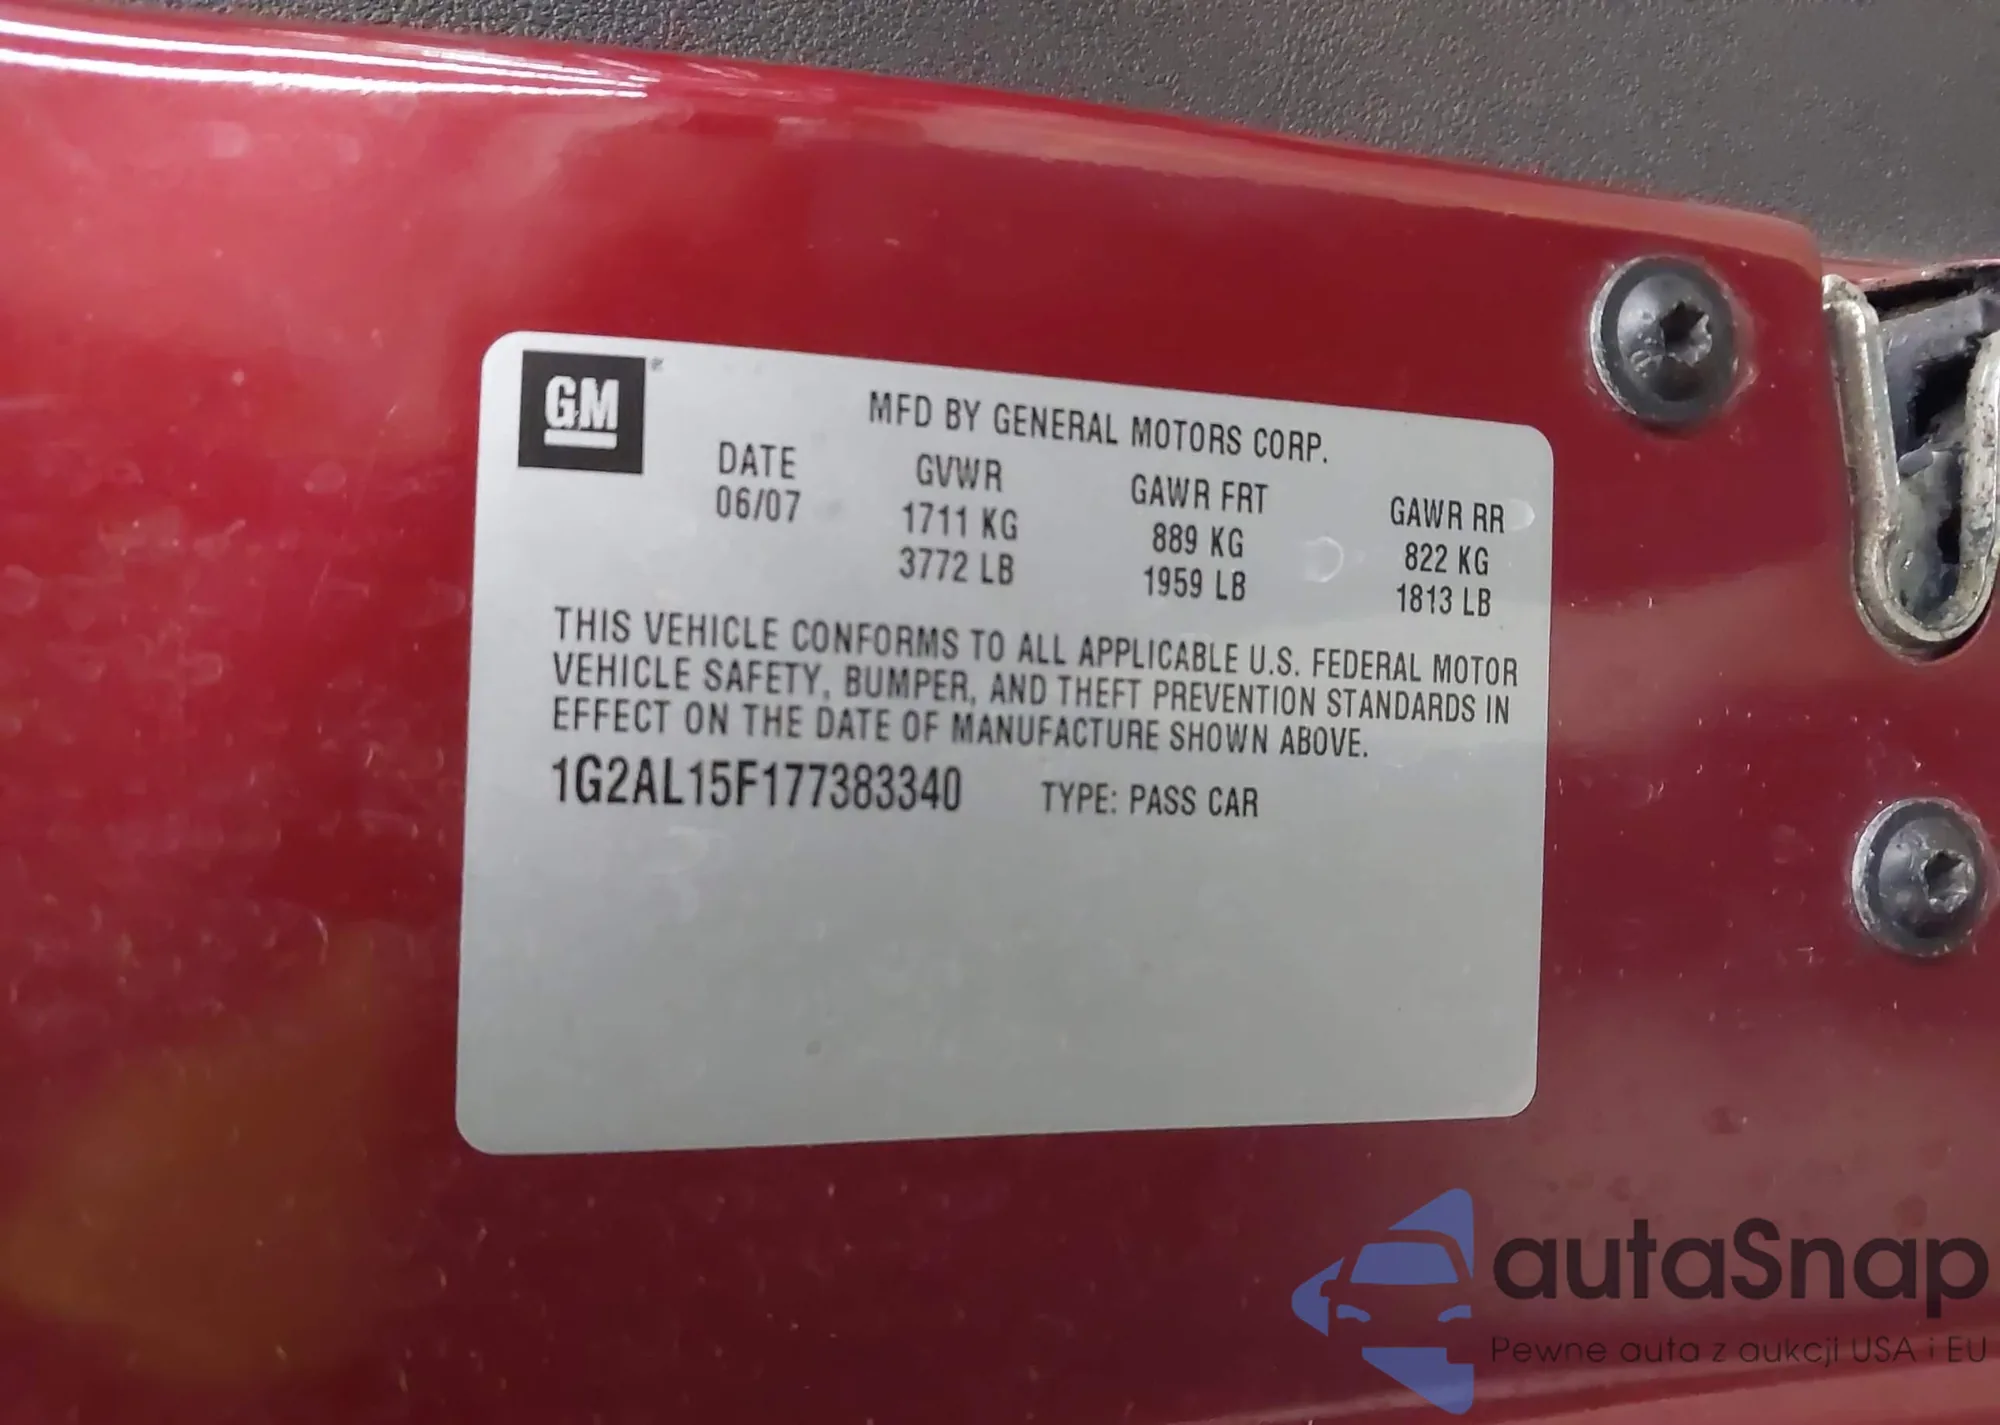 GM
MFD BY GENERAL MOTORS CORP.
DATE GVWR GAWR FRT GAWR RR
06/07 1711 KG 889 KG 822 KG
3772 LB 1959 LB 1813 LB
THIS VEHICLE CONFORMS TO ALL APPLICABLE U.S. FEDERAL MOTOR
VEHICLE SAFETY, BUMPER, AND THEFT PREVENTION STANDARDS IN
EFFECT ON THE DATE OF MANUFACTURE SHOWN ABOVE.
1G2AL15F177383340 TYPE: PASS CAR
autaSnap
Pewne auta z aukcji USA i EU